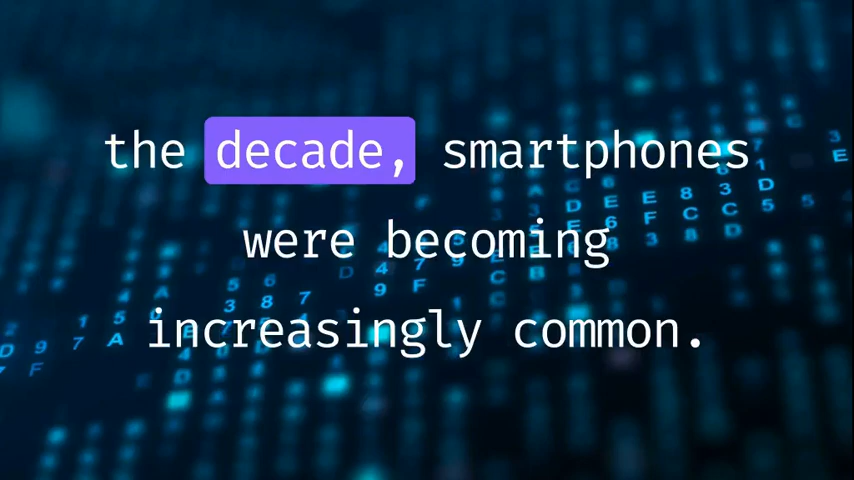 the decade, smartphones
were becoming
increasingly common.